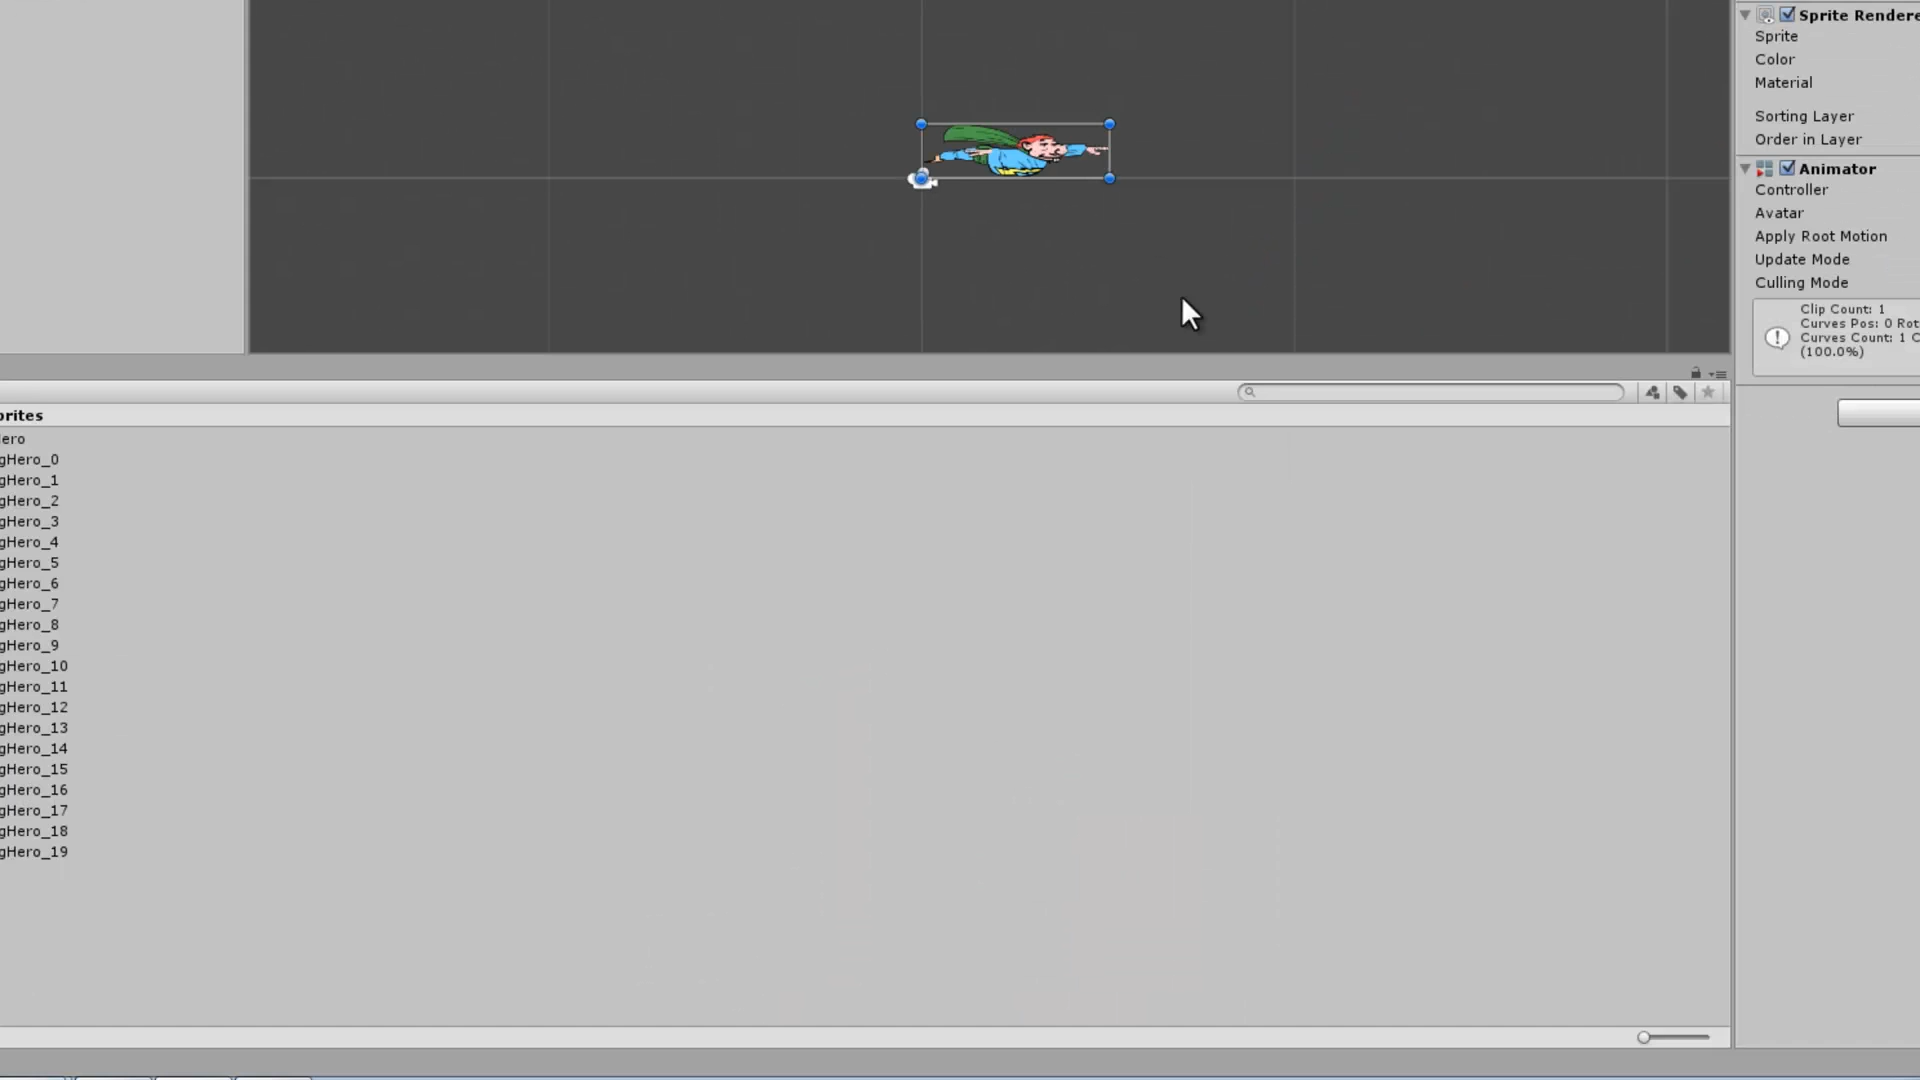 Sprite Rendere
Sprite
Color
Material
Sorting Layer
Order in Layer
Animator
Controller
Avatar
Apply Root Motion
Update Mode
Culling Mode
Clip Count: 1
Curves Pos: 0 Rot
Curves Count: 1 C
(100.0%)
prites
ero
gHero_0
gHero_1
gHero_2
gHero_3
gHero_4
gHero_5
gHero_6
gHero_7
gHero_8
gHero_9
gHero_10
gHero_11
gHero_12
gHero_13
gHero_14
gHero_15
gHero_16
gHero_17
gHero_18
gHero_19